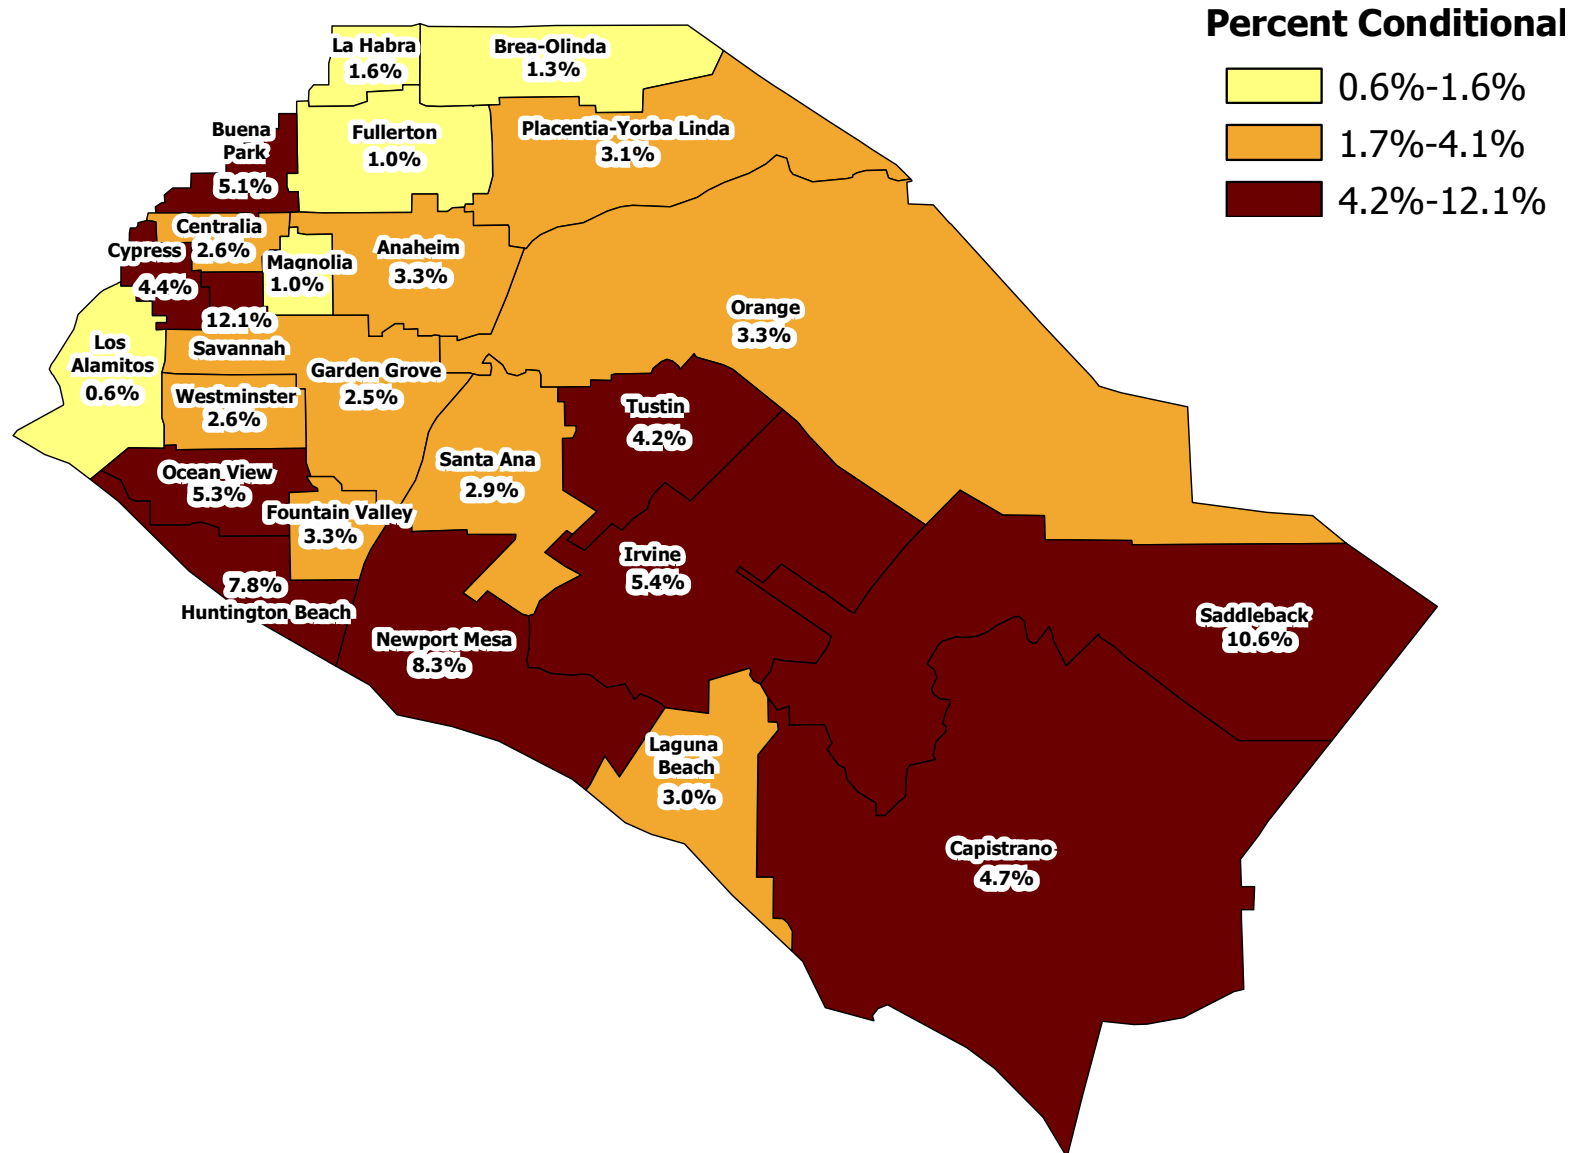 Percent Conditional
0.6%-1.6%
1.7%-4.1%
4.2%-12.1%
La Habra
1.6%
Brea-Olinda
1.3%
Buena
Park
5.1%
Fullerton
1.0%
Placentia-Yorba Linda
3.1%
Centralia
2.6%
Cypress
4.4%
Magnolia
1.0%
Anaheim
3.3%
12.1%
Savannah
Orange
3.3%
Los
Alamitos
0.6%
Garden Grove
2.5%
Westminster
2.6%
Tustin
4.2%
Santa Ana
2.9%
Ocean View
5.3%
Fountain Valley
3.3%
Irvine
5.4%
7.8%
Huntington Beach
Newport Mesa
8.3%
Saddleback
10.6%
Laguna
Beach
3.0%
Capistrano
4.7%